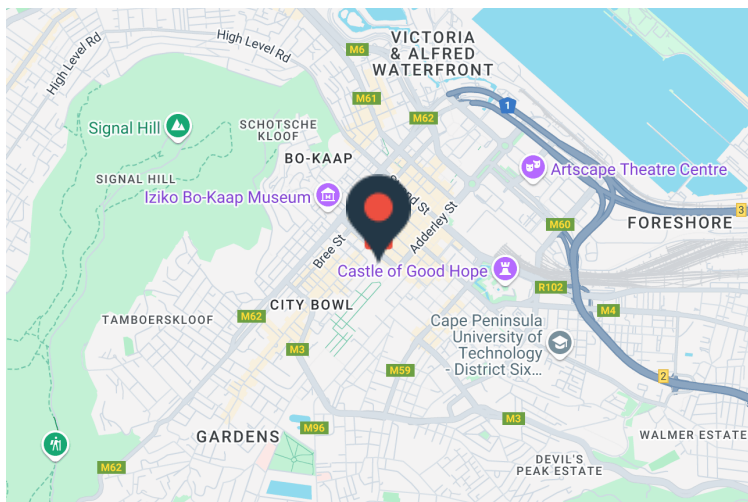 High Level Rd
High Level Rd
VICTORIA
& ALFRED
WATERFRONT
M6
M61
M62
1
Signal Hill
SCHOTSCHE
KLOOF
BO-KAAP
SIGNAL HILL
Iziko Bo-Kaap Museum
Artscape Theatre Centre
3
M60
FORESHORE
Adderley St
Bree St
Castle of Good Hope
R102
CITY BOWL
M4
TAMBOERSKLOOF
M62
Cape Peninsula
University of
Technology
- District Six...
M3
M59
2
M3
M96
GARDENS
WALMER ESTATE
DEVIL'S
PEAK ESTATE
M62